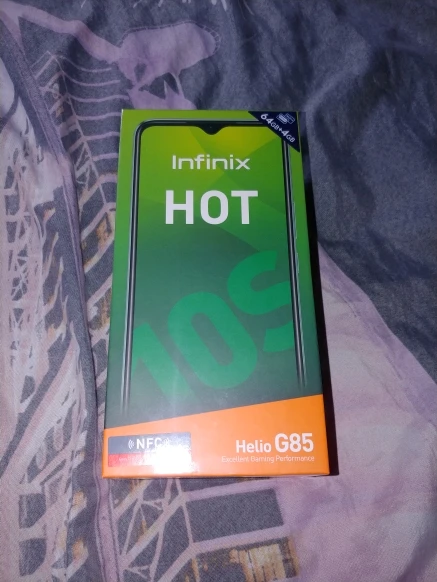 64GB+4GB
Infinix
HOT
10S
NFC
Helio G85
Excellent Gaming Performance